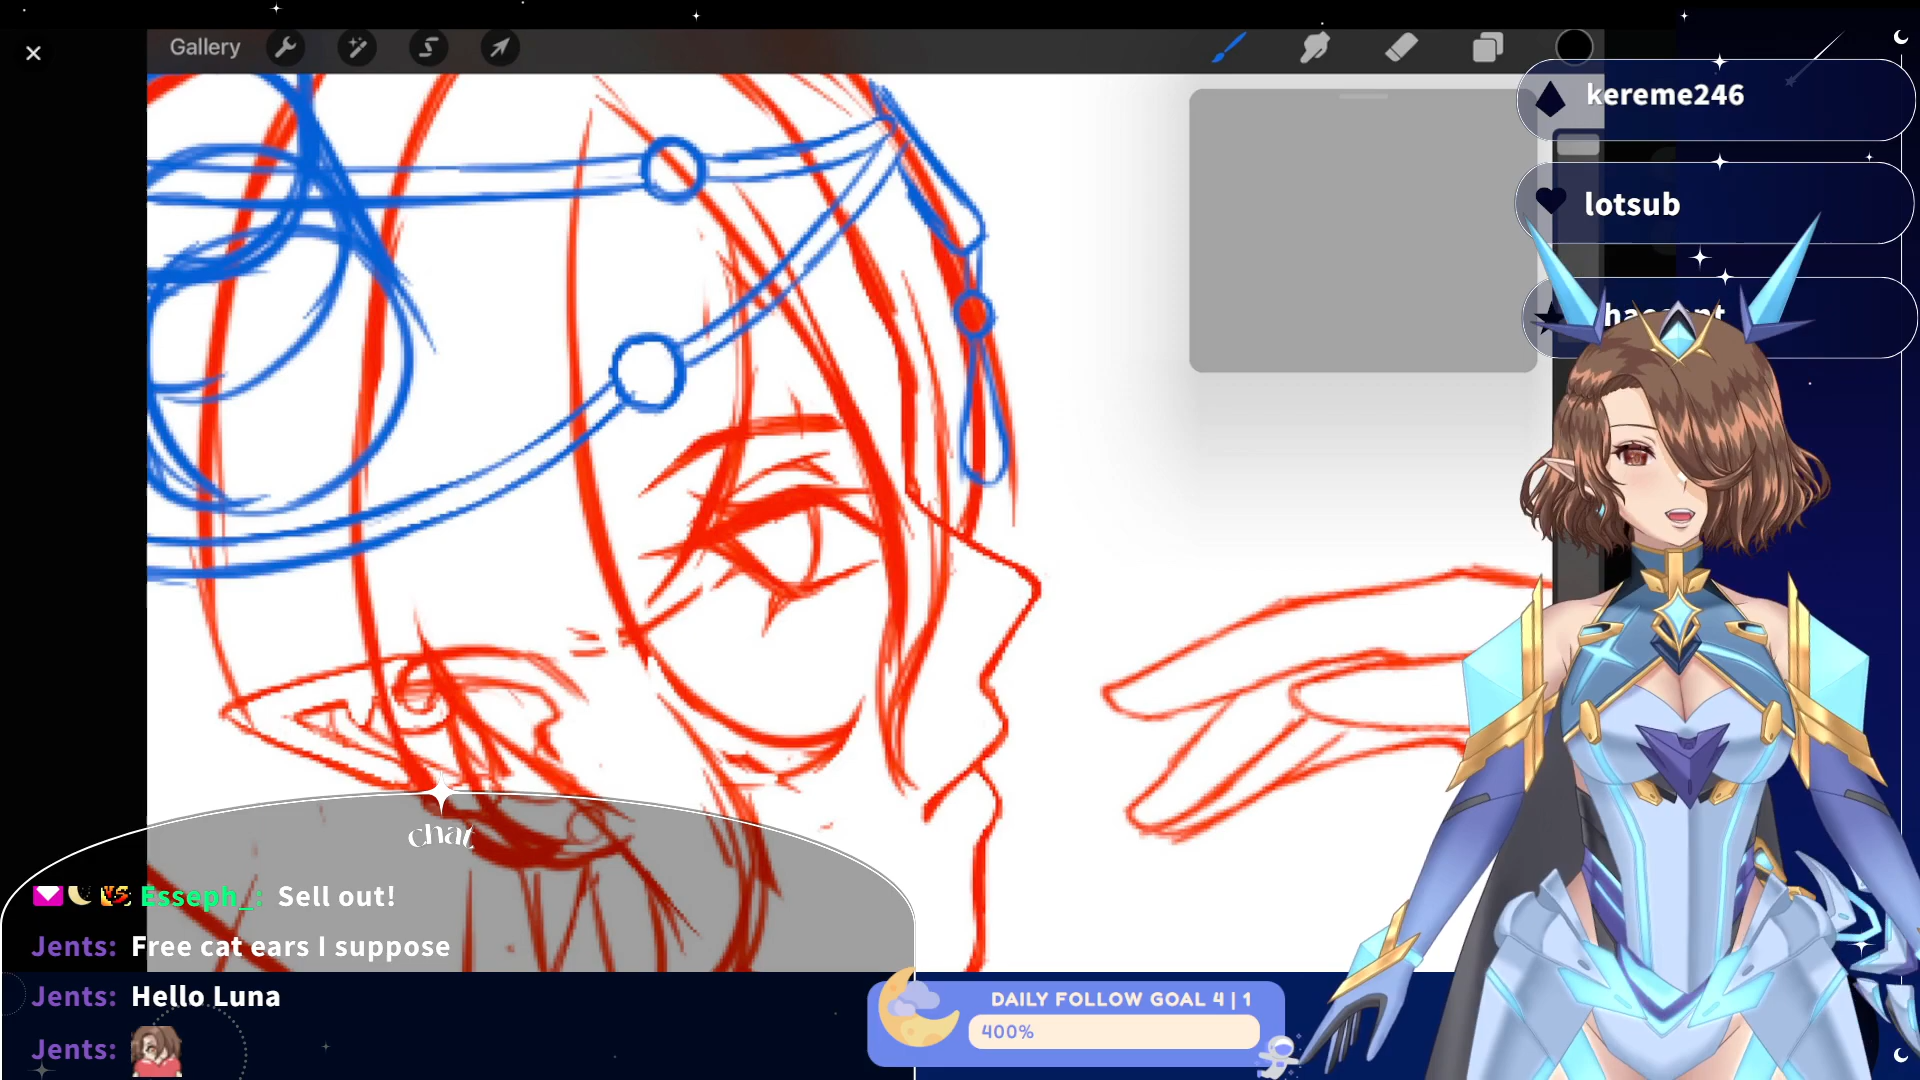 Gallery
kereme246
lotsub
chat
Esseph_: Sell out!
Jents: Free cat ears I suppose
Jents: Hello Luna
Jents:
DAILY FOLLOW GOAL 4 | 1
400%